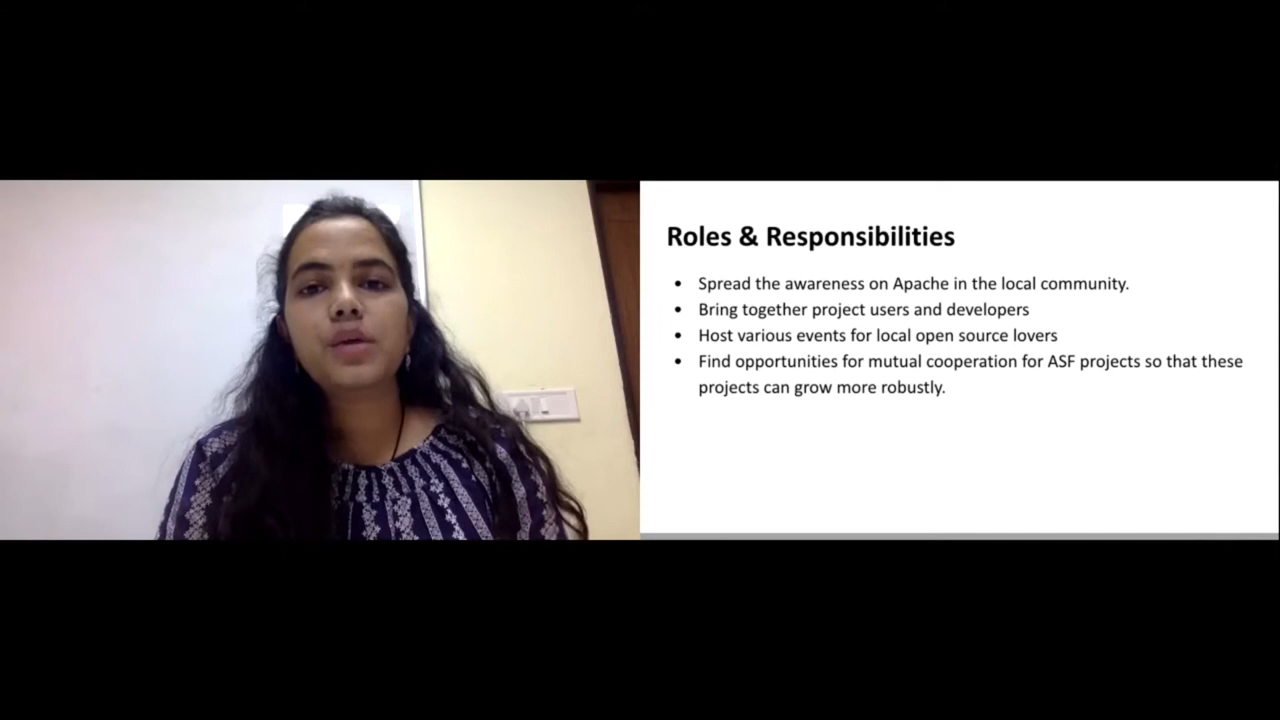 Roles & Responsibilities
• Spread the awareness on Apache in the local community.
• Bring together project users and developers
• Host various events for local open source lovers
• Find opportunities for mutual cooperation for ASF projects so that these
projects can grow more robustly.